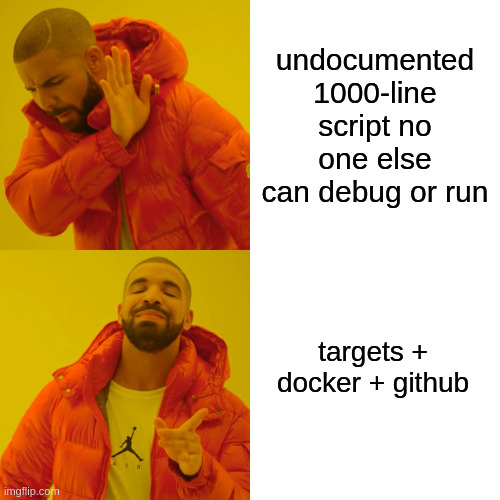 undocumented
1000-line
script no
one else
can debug or run
targets +
docker + github
imgflip.com